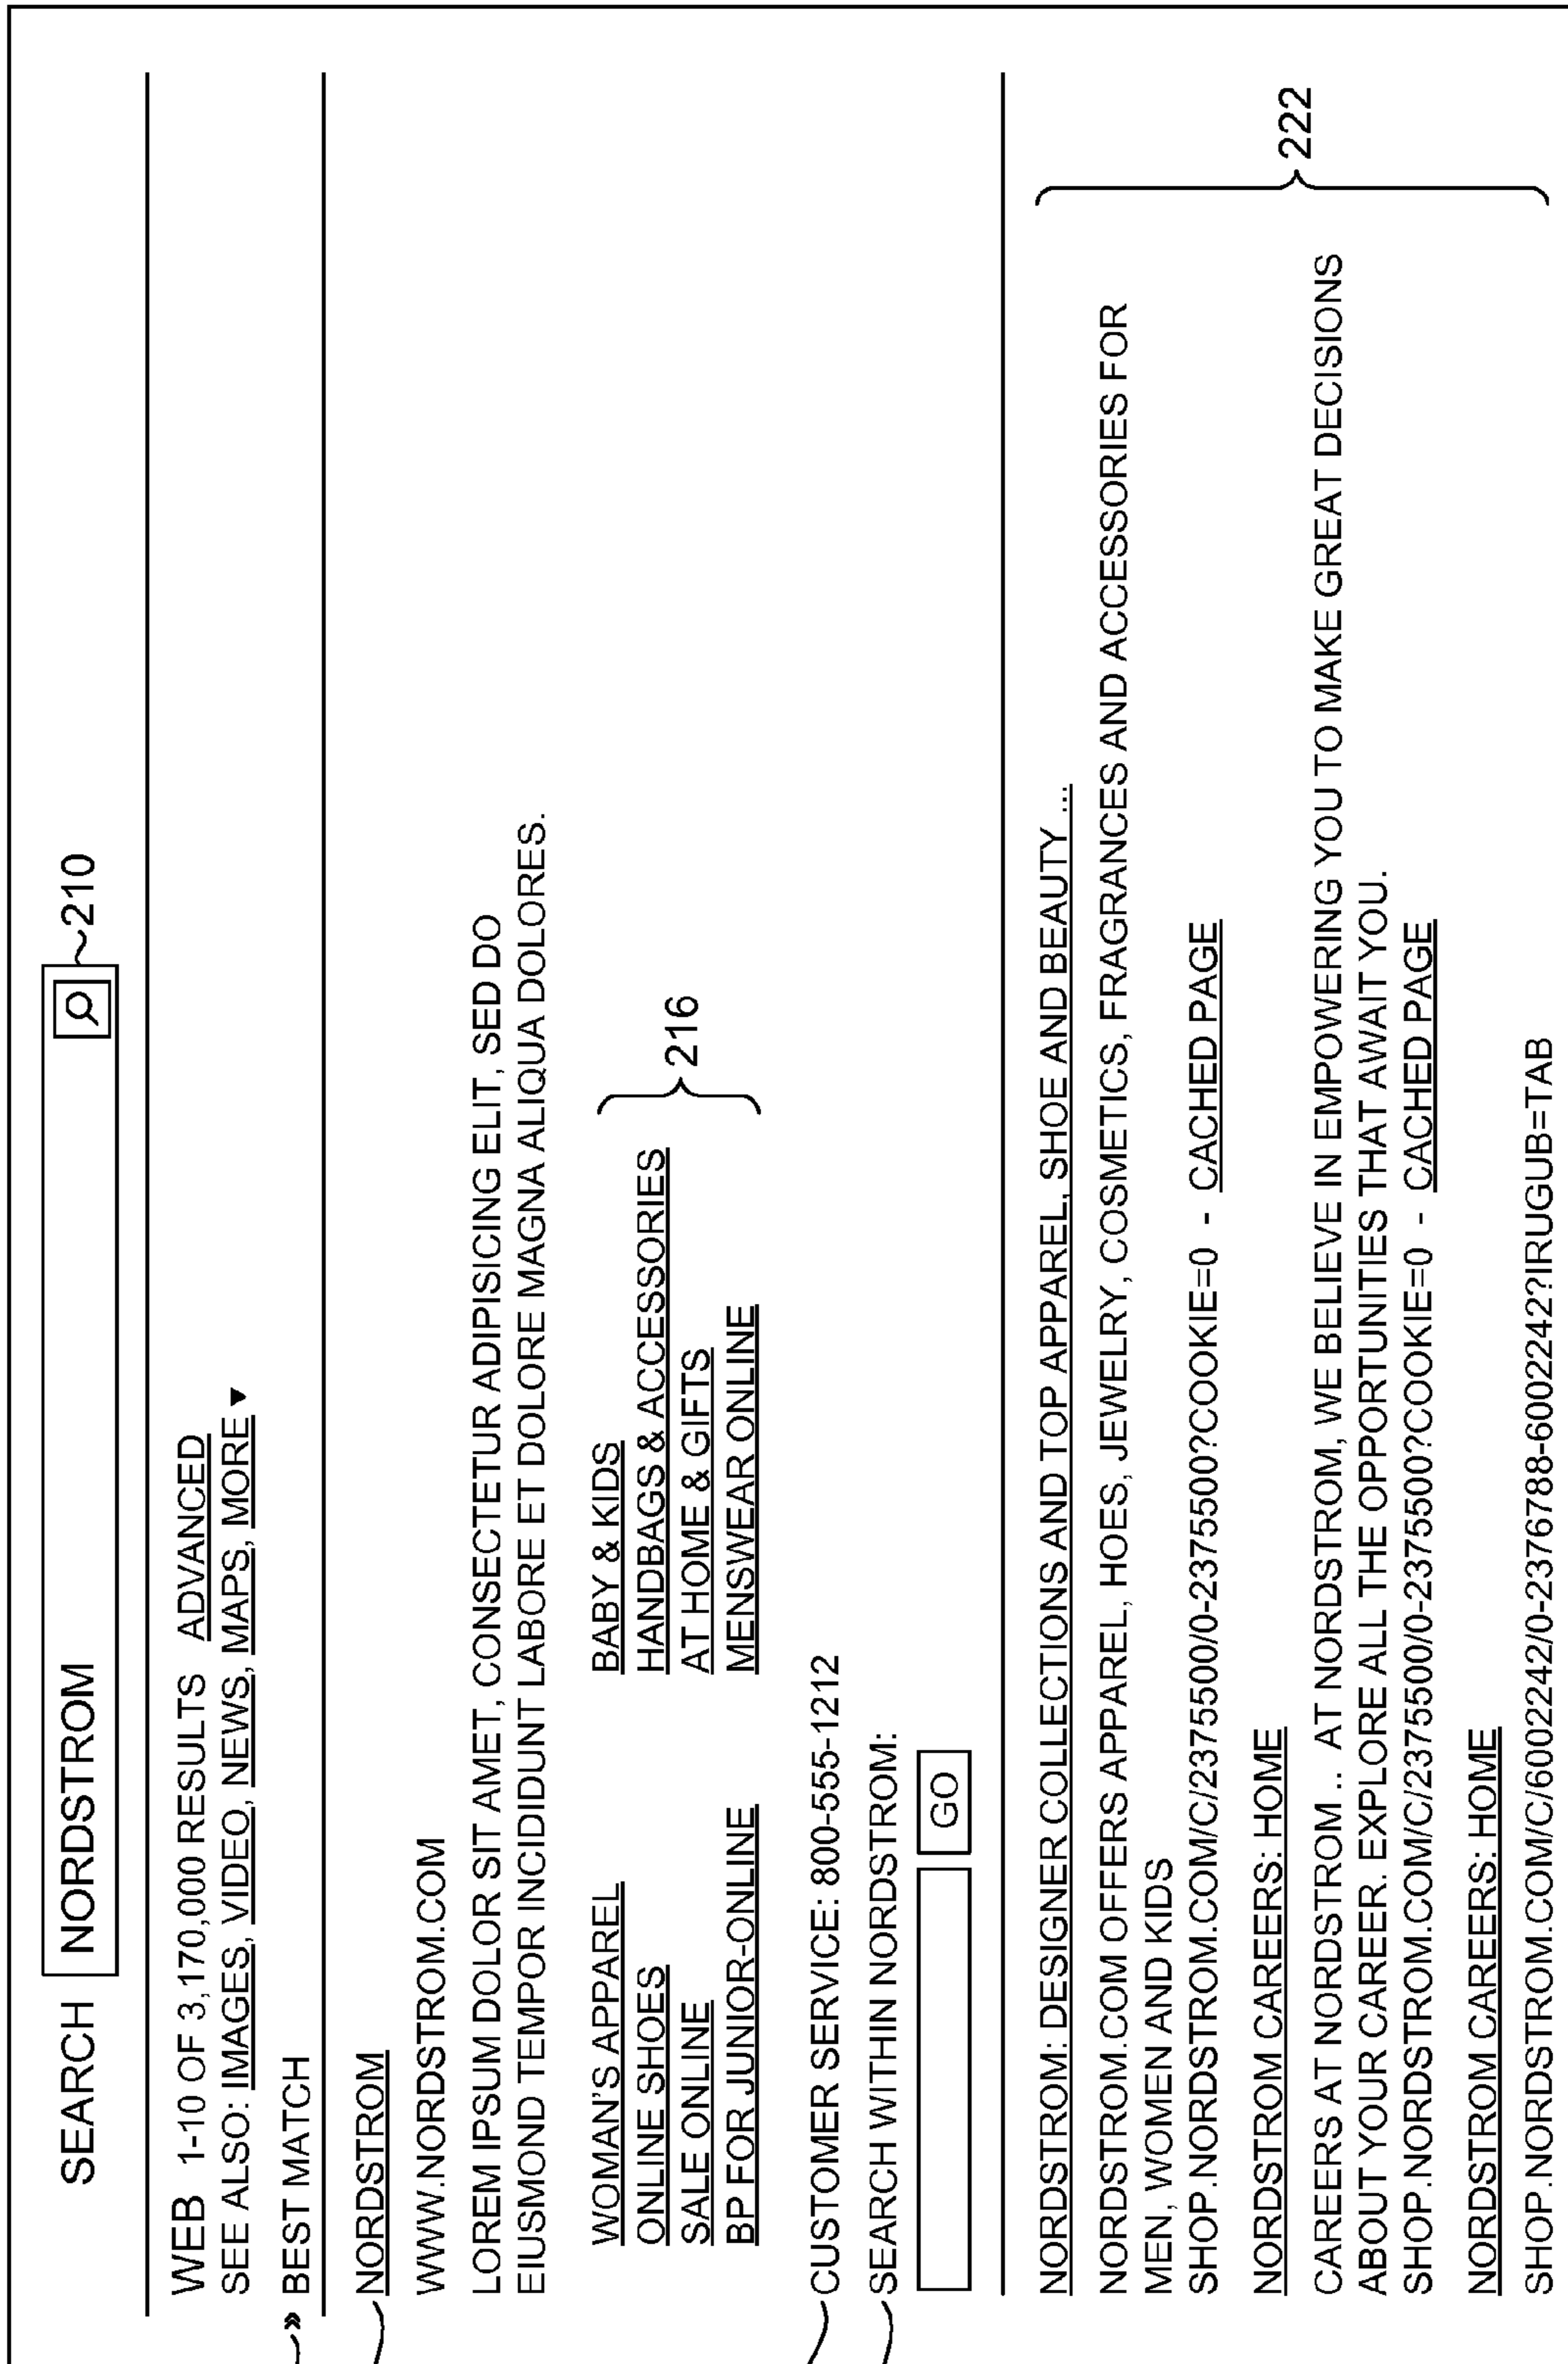 SEARCH NORDSTROM ~210
WEB 1-10 OF 3,170,000 RESULTS ADVANCED
SEE ALSO: IMAGES, VIDEO, NEWS, MAPS, MORE ▼
» BEST MATCH
NORDSTROM
WWW.NORDSTROM.COM
LOREM IPSUM DOLOR SIT AMET, CONSECTETUR ADIPISICING ELIT, SED DO
EIUSMOND TEMPOR INCIDIDUNT LABORE ET DOLORE MAGNA ALIQUA DOLORES.
WOMAN'S APPAREL BABY & KIDS
ONLINE SHOES HANDBAGS & ACCESSORIES
SALE ONLINE AT HOME & GIFTS
BP FOR JUNIOR-ONLINE MENSWEAR ONLINE
216
CUSTOMER SERVICE: 800-555-1212
SEARCH WITHIN NORDSTROM:
GO
NORDSTROM: DESIGNER COLLECTIONS AND TOP APPAREL, SHOE AND BEAUTY ...
NORDSTROM.COM OFFERS APPAREL, HOES, JEWELRY, COSMETICS, FRAGRANCES AND ACCESSORIES FOR
MEN, WOMEN AND KIDS
SHOP.NORDSTROM.COM/C/2375500/0-2375500?COOKIE=0 - CACHED PAGE
NORDSTROM CAREERS: HOME
CAREERS AT NORDSTROM .. AT NORDSTROM, WE BELIEVE IN EMPOWERING YOU TO MAKE GREAT DECISIONS
ABOUT YOUR CAREER. EXPLORE ALL THE OPPORTUNITIES THAT AWAIT YOU.
SHOP.NORDSTROM.COM/C/2375500/0-2375500?COOKIE=0 - CACHED PAGE
NORDSTROM CAREERS: HOME
SHOP.NORDSTROM.COM/C/6002242/0-2376788-6002242?IRUGUB=TAB
222